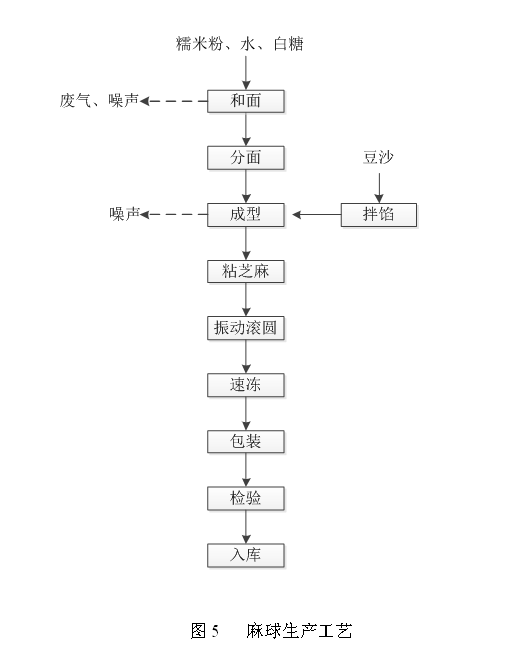 糯米粉、水、白糖
废气、噪声
和面
分面
豆沙
噪声
成型
拌馅
粘芝麻
振动滚圆
速冻
包装
检验
入库
图 5 麻球生产工艺